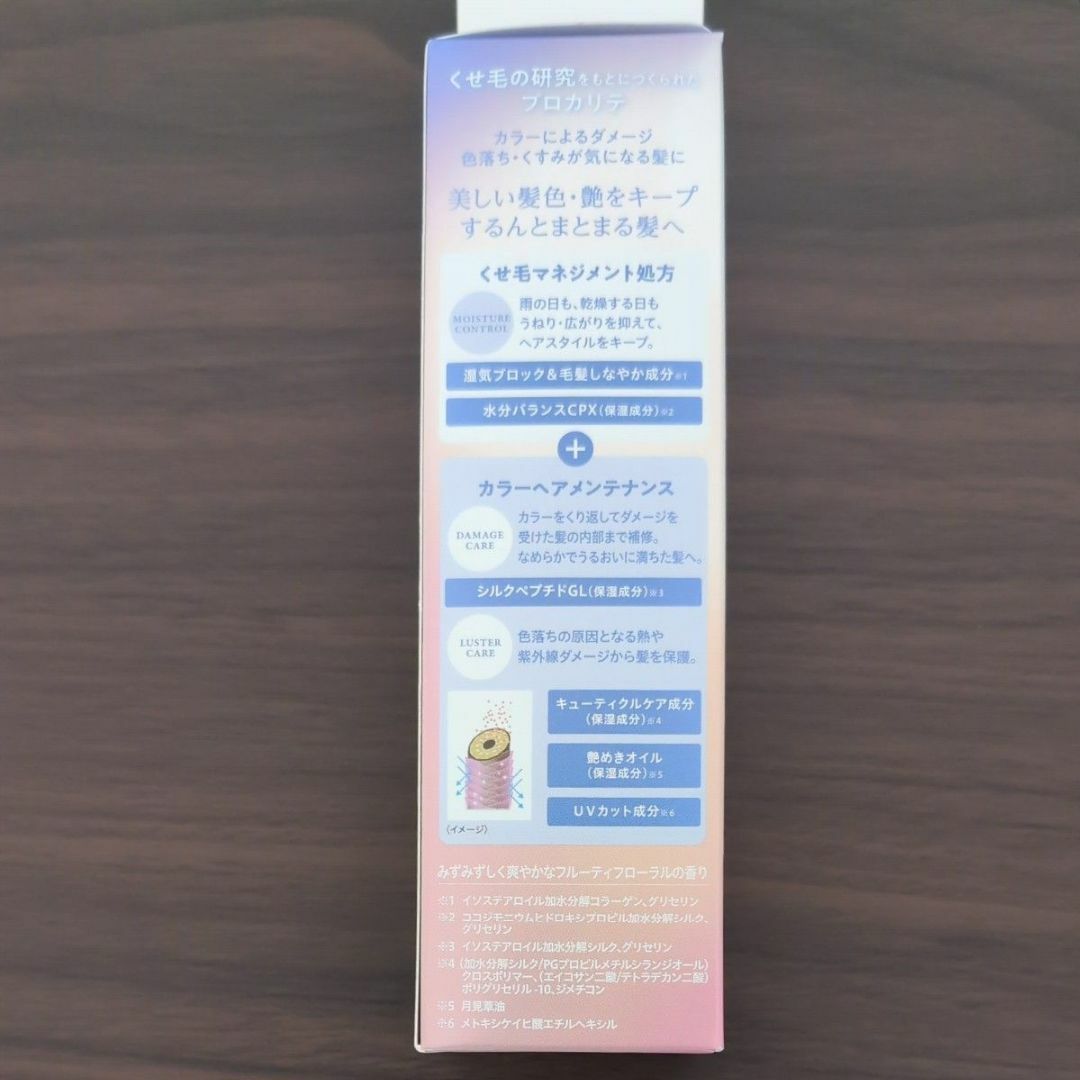 くせ毛の研究をもとにつくられた
プロカリテ
カラーによるダメージ
色落ち・くすみが気になる髪に
美しい髪色・艶をキープ
するんとまとまる髪へ
くせ毛マネジメント処方
MOISTURE
CONTROL
雨の日も、乾燥する日も
うねり・広がりを抑えて、
ヘアスタイルをキープ。
湿気ブロック&毛髪しなやか成分※1
水分バランスCPX(保湿成分)※2
+
カラーヘアメンテナンス
DAMAGE
CARE
カラーをくり返してダメージを
受けた髪の内部まで補修。
なめらかでうるおいに満ちた髪へ。
シルクペプチドGL(保湿成分)※3
LUSTER
CARE
色落ちの原因となる熱や
紫外線ダメージから髪を保護。
キューティクルケア成分
(保湿成分)※4
艶めきオイル
(保湿成分)※5
UVカット成分※6
(イメージ)
みずみずしく爽やかなフルーティフローラルの香り
※1 イソステアロイル加水分解コラーゲン、グリセリン
※2 ココジモニウムヒドロキシプロピル加水分解シルク、
グリセリン
※3 イソステアロイル加水分解シルク、グリセリン
※4 (加水分解シルク/PGプロピルメチルシランジオール)
クロスポリマー、(エイコサン二酸/テトラデカン二酸)
ポリグリセリル-10、ジメチコン
※5 月見草油
※6 メトキシケイヒ酸エチルヘキシル